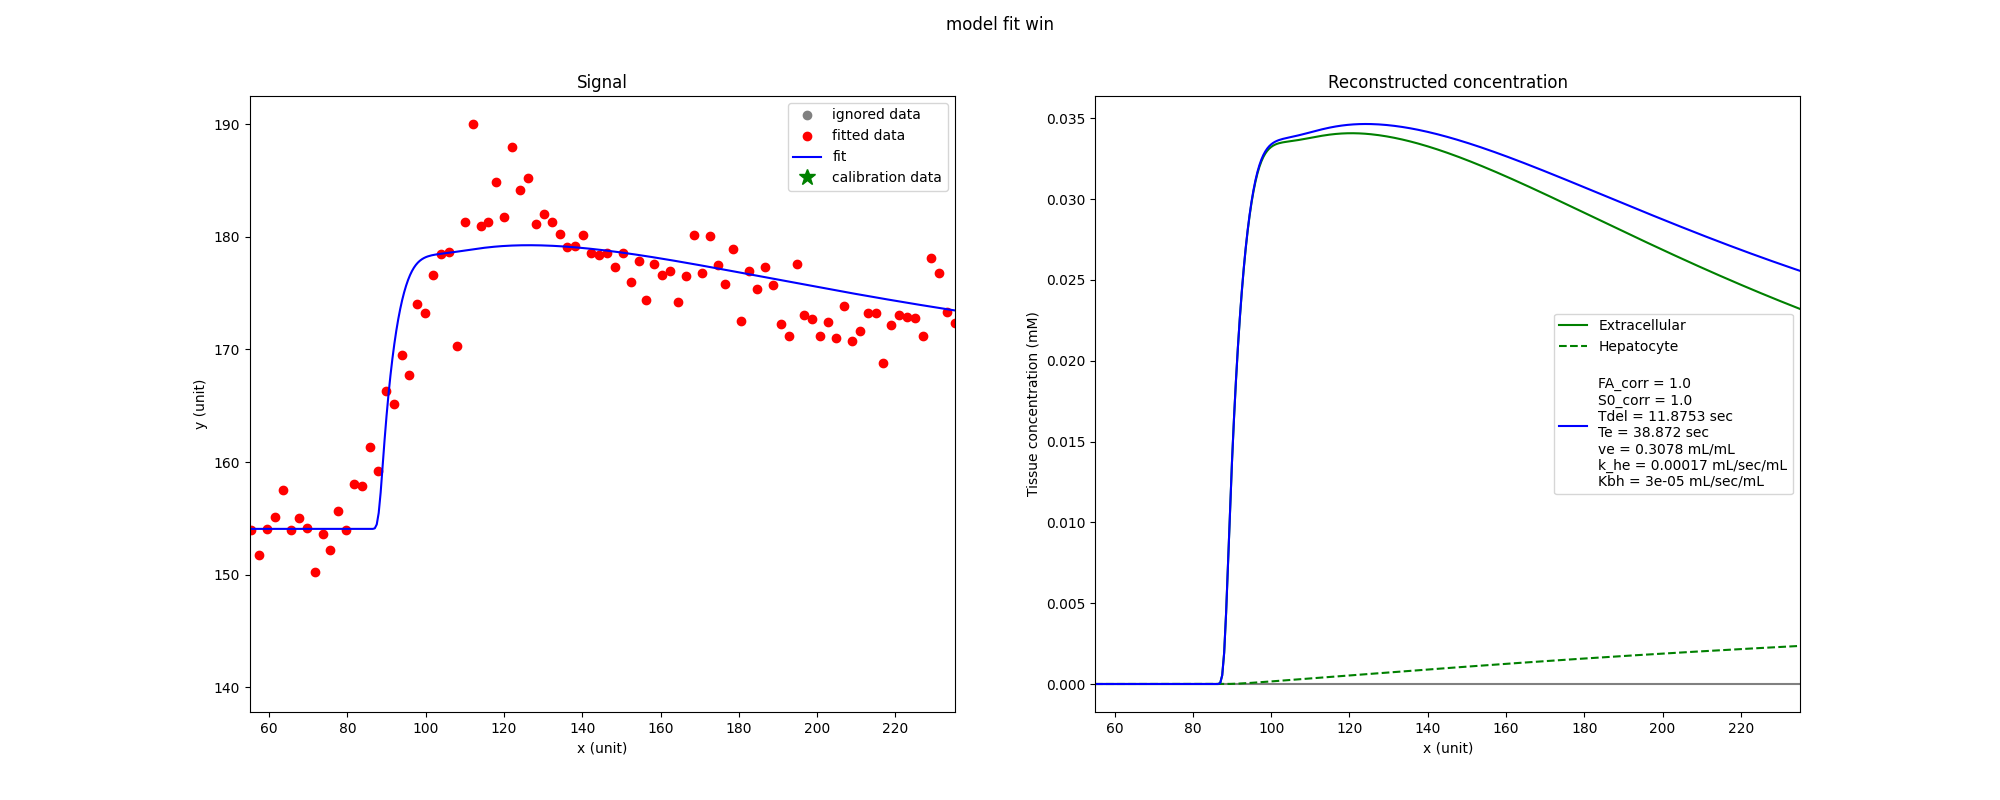 model fit win
Signal
190
180
170
160
150
140
y (unit)
60 80 100 120 140 160 180 200 220
x (unit)
ignored data
fitted data
fit
calibration data
Reconstructed concentration
0.035
0.030
0.025
0.020
0.015
0.010
0.005
0.000
Tissue concentration (mM)
60 80 100 120 140 160 180 200 220
x (unit)
Extracellular
Hepatocyte
FA_corr = 1.0
S0_corr = 1.0
Tdel = 11.8753 sec
Te = 38.872 sec
ve = 0.3078 mL/mL
k_he = 0.00017 mL/sec/mL
Kbh = 3e-05 mL/sec/mL